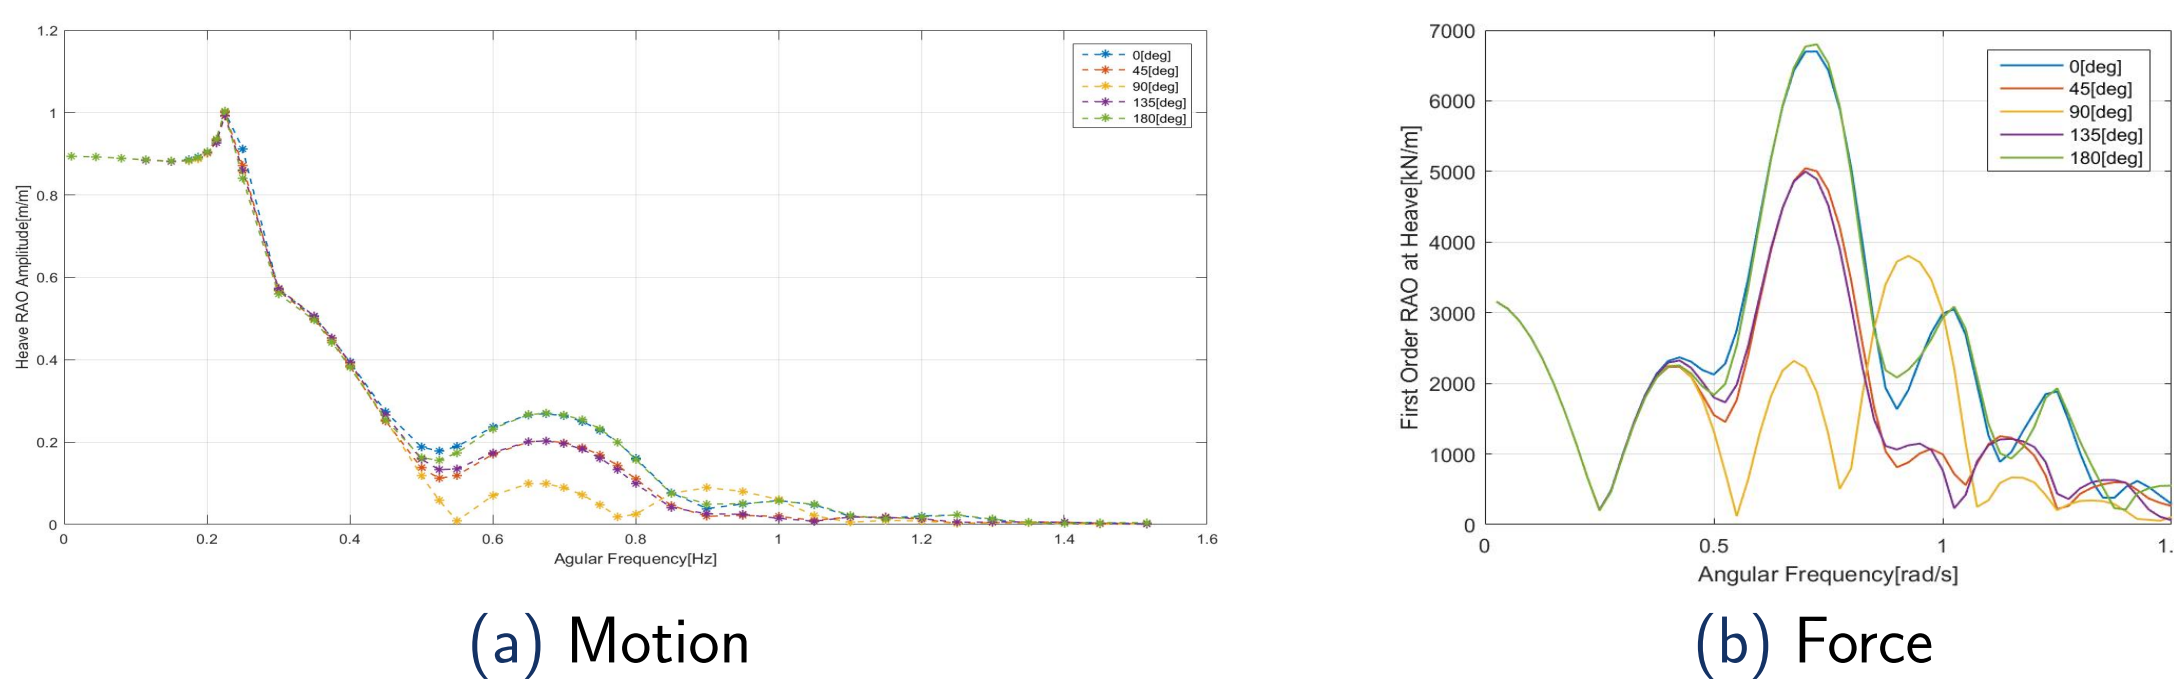 1.2
1
0.8
0.6
0.4
0.2
0
Heave RAO Amplitude[m/m]
0[deg]
45[deg]
90[deg]
135[deg]
180[deg]
0 0.2 0.4 0.6 0.8 1 1.2 1.4 1.6
Agular Frequency[Hz]
(a) Motion
7000
6000
5000
4000
3000
2000
1000
0
First Order RAO at Heave[kN/m]
0[deg]
45[deg]
90[deg]
135[deg]
180[deg]
0 0.5 1 1.
Angular Frequency[rad/s]
(b) Force